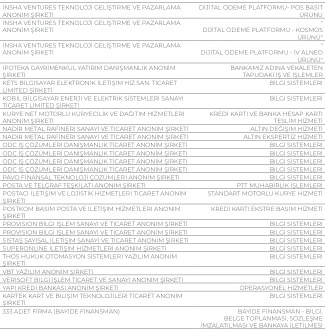 INSHA VENTURES TEKNOLOJİ GELİŞTİRME VE PAZARLAMA ANONİM ŞİRKETİ DİJİTAL ÖDEME PLATFORMU- POS BAŞIT ÜRÜNÜ
INSHA VENTURES TEKNOLOJİ GELİŞTİRME VE PAZARLAMA ANONİM ŞİRKETİ DİJİTAL ÖDEME PLATFORMU - KOSMOS ÜRÜNÜ"
INSHA VENTURES TEKNOLOJİ GELİŞTİRME VE PAZARLAMA ANONİM ŞİRKETİ DİJİTAL ÖDEME PLATFORMU - IV ALNEO ÜRÜNÜ"
İPOTEKA GAYRİMENKUL YATIRIM DANIŞMANLIK ANONİM ŞİRKETİ BANKAMIZ ADINA VEKALETEN TAPUDAKİ İŞ VE İŞLEMLER
KETS BİLGİSAYAR ELEKTRONİK İLETİŞİM HİZ.SAN. TİCARET LİMİTED ŞİRKETİ BİLGİ SİSTEMLERİ
KOBİL BİLGİSAYAR ENERJİ VE ELEKTRİK SİSTEMLERİ SANAYİ TİCARET LİMİTED ŞİRKETİ BİLGİ SİSTEMLERİ
KURYE NET MOTORLU KURYECİLİK VE DAĞITIM HİZMETLERİ ANONİM ŞİRKETİ KREDİ KARTI VE BANKA HESAP KARTI TESLİM HİZMETİ
NADİR METAL RAFİNERİ SANAYİ VE TİCARET ANONİM ŞİRKETİ ALTIN DEĞİŞİM HİZMETİ
NADİR METAL RAFİNERİ SANAYİ VE TİCARET ANONİM ŞİRKETİ ALTIN EKSPERTİZ HİZMETİ
ODC İŞ ÇÖZÜMLERİ DANIŞMANLIK TİCARET ANONİM ŞİRKETİ BİLGİ SİSTEMLERİ
ODC İŞ ÇÖZÜMLERİ DANIŞMANLIK TİCARET ANONİM ŞİRKETİ BİLGİ SİSTEMLERİ
ODC İŞ ÇÖZÜMLERİ DANIŞMANLIK TİCARET ANONİM ŞİRKETİ BİLGİ SİSTEMLERİ
ODC İŞ ÇÖZÜMLERİ DANIŞMANLIK TİCARET ANONİM ŞİRKETİ BİLGİ SİSTEMLERİ
PAVO FİNANSAL TEKNOLOJİ ÇÖZÜMLERİ ANONİM ŞİRKETİ BİLGİ SİSTEMLERİ
POSTA VE TELGRAF TEŞKİLATI ANONİM ŞİRKETİ PTT MUHABİRLİK İŞLEMLERİ
POSTACI İLETİŞİM VE LOJİSTİK HİZMETLERİ TİCARET ANONİM ŞİRKETİ STANDART MOTORLU KURYE HİZMETİ
POSTKOM BASIM POSTA VE İLETİŞİM HİZMETLERİ ANONİM ŞİRKETİ KREDİ KARTI EKSTRE BASIM HİZMETİ
PROVISION BİLGİ İŞLEM SANAYİ VE TİCARET ANONİM ŞİRKETİ BİLGİ SİSTEMLERİ
PROVISION BİLGİ İŞLEM SANAYİ VE TİCARET ANONİM ŞİRKETİ BİLGİ SİSTEMLERİ
SİSTAŞ SAYISAL İLETİŞİM SANAYİ VE TİCARET ANONİM ŞİRKETİ BİLGİ SİSTEMLERİ
SUPERONLINE İLETİŞİM HİZMETLERİ ANONİM ŞİRKETİ BİLGİ SİSTEMLERİ
THOS HUKUK OTOMASYON SİSTEMLERİ YAZILIM ANONİM ŞİRKETİ BİLGİ SİSTEMLERİ
VBT YAZILIM ANONİM ŞİRKETİ BİLGİ SİSTEMLERİ
VERİSOFT BİLGİ İŞLEM TİCARET VE SANAYİ ANONİM ŞİRKETİ BİLGİ SİSTEMLERİ
YAPI KREDİ BANKASI ANONİM ŞİRKETİ OPERASYONEL HİZMETLER
KARTEK KART VE BİLİŞİM TEKNOLOJİLERİ TİCARET ANONİM ŞİRKETİ BİLGİ SİSTEMLERİ
333 ADET FİRMA (BAYİDE FİNANSMAN) BAYİDE FİNANSMAN - BİLGİ, BELGE TOPLANMASI, SÖZLEŞME İMZALATILMASI VE BANKAYA İLETİLMESİ